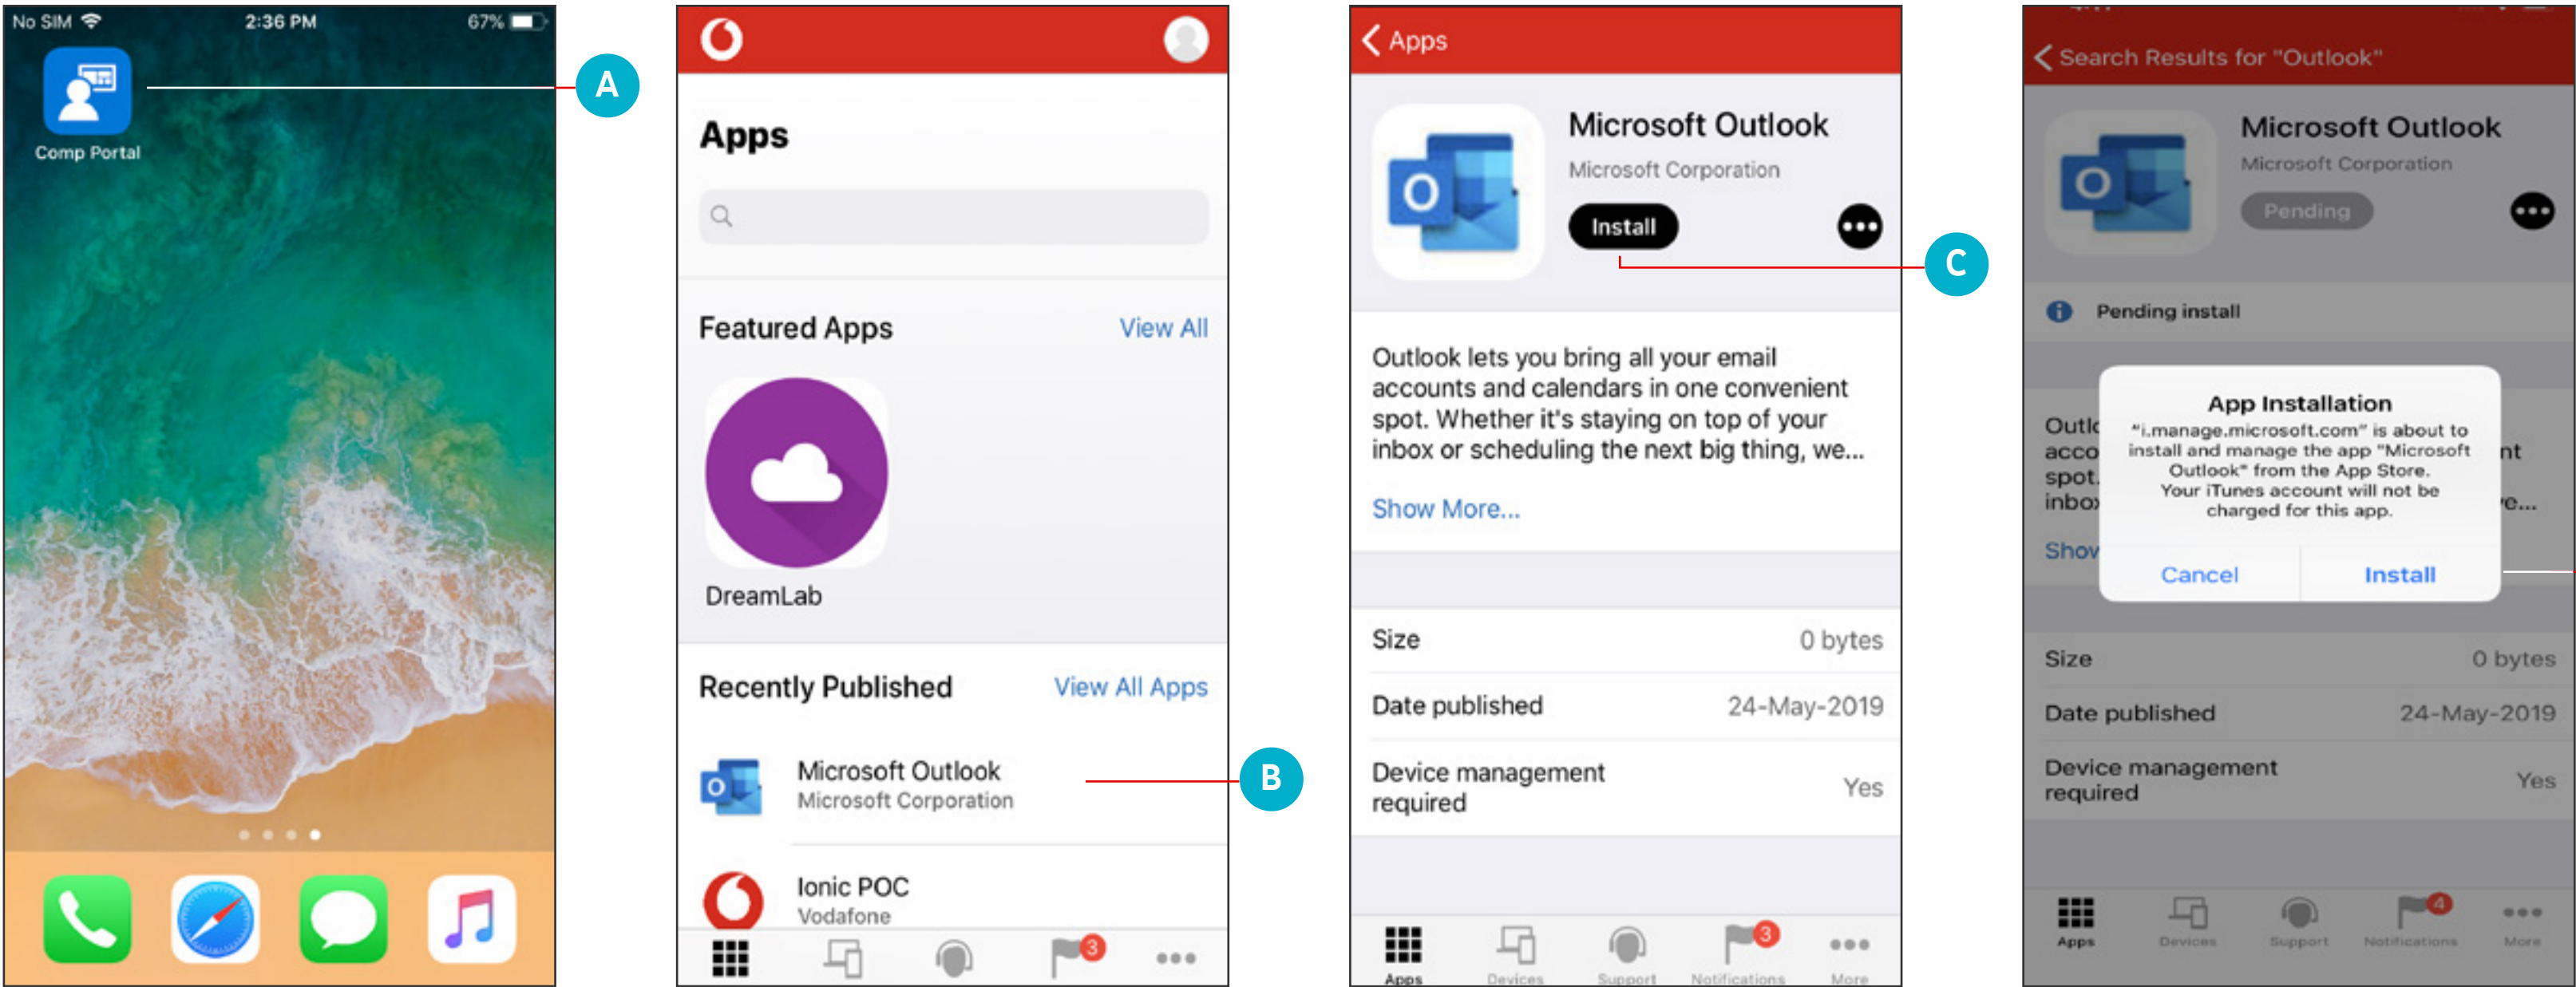 No SIM 2:36 PM 67%
Comp Portal
A
Apps
Featured Apps View All
DreamLab
Recently Published View All Apps
Microsoft Outlook
Microsoft Corporation
Ionic POC
Vodafone
3
B
Apps
Microsoft Outlook
Microsoft Corporation
Install
C
Outlook lets you bring all your email
accounts and calendars in one convenient
spot. Whether it's staying on top of your
inbox or scheduling the next big thing, we...
Show More...
Size 0 bytes
Date published 24-May-2019
Device management
required
Yes
3
Apps Devices Support Notifications More
Search Results for "Outlook"
Microsoft Outlook
Microsoft Corporation
Pending
Pending install
App Installation
"i.manage.microsoft.com" is about to
install and manage the app "Microsoft
Outlook" from the App Store.
Your iTunes account will not be
charged for this app.
Cancel Install
Size 0 bytes
Date published 24-May-2019
Device management
required
Yes
4
Apps Devices Support Notifications More